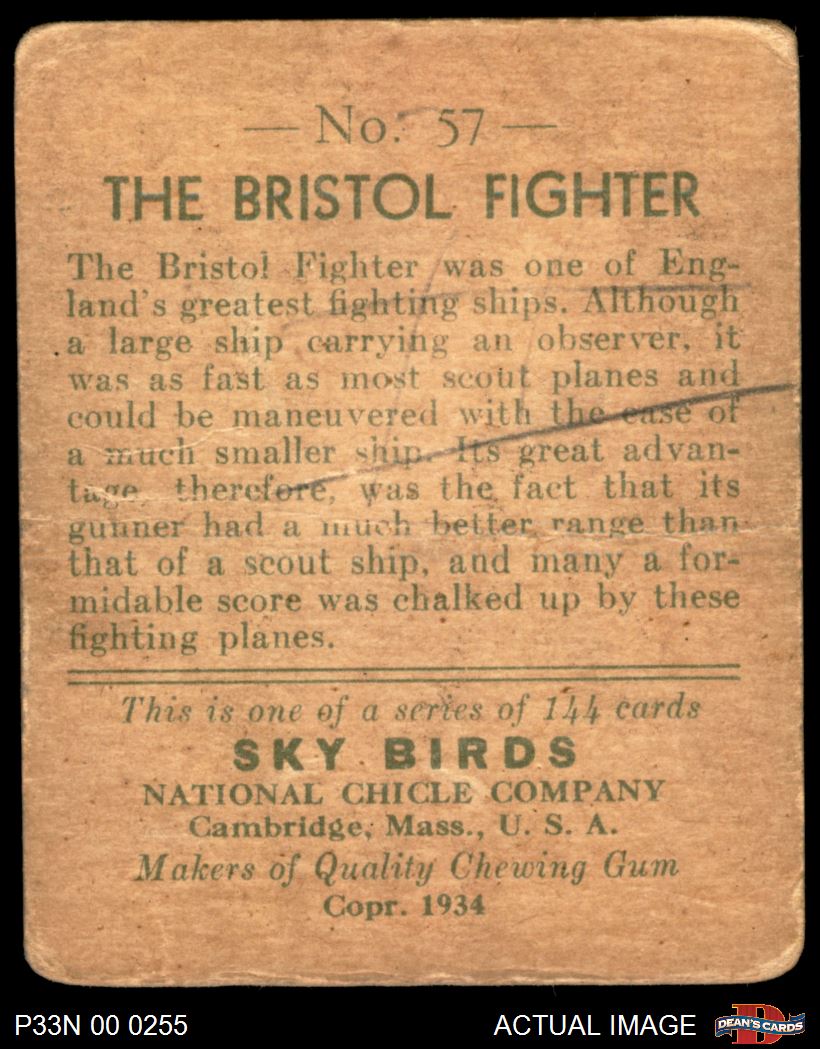 — No. 57 —
THE BRISTOL FIGHTER
The Bristol Fighter was one of Eng-
land's greatest fighting ships. Although
a large ship carrying an observer, it
was as fast as most scout planes and
could be maneuvered with the ease of
a much smaller ship. Its great advan-
tage, therefore, was the fact that its
gunner had a much better range than
that of a scout ship, and many a for-
midable score was chalked up by these
fighting planes.
This is one of a series of 144 cards
SKY BIRDS
NATIONAL CHICLE COMPANY
Cambridge, Mass., U. S. A.
Makers of Quality Chewing Gum
Copr. 1934
P33N 00 0255
ACTUAL IMAGE
D
DEAN'S CARDS